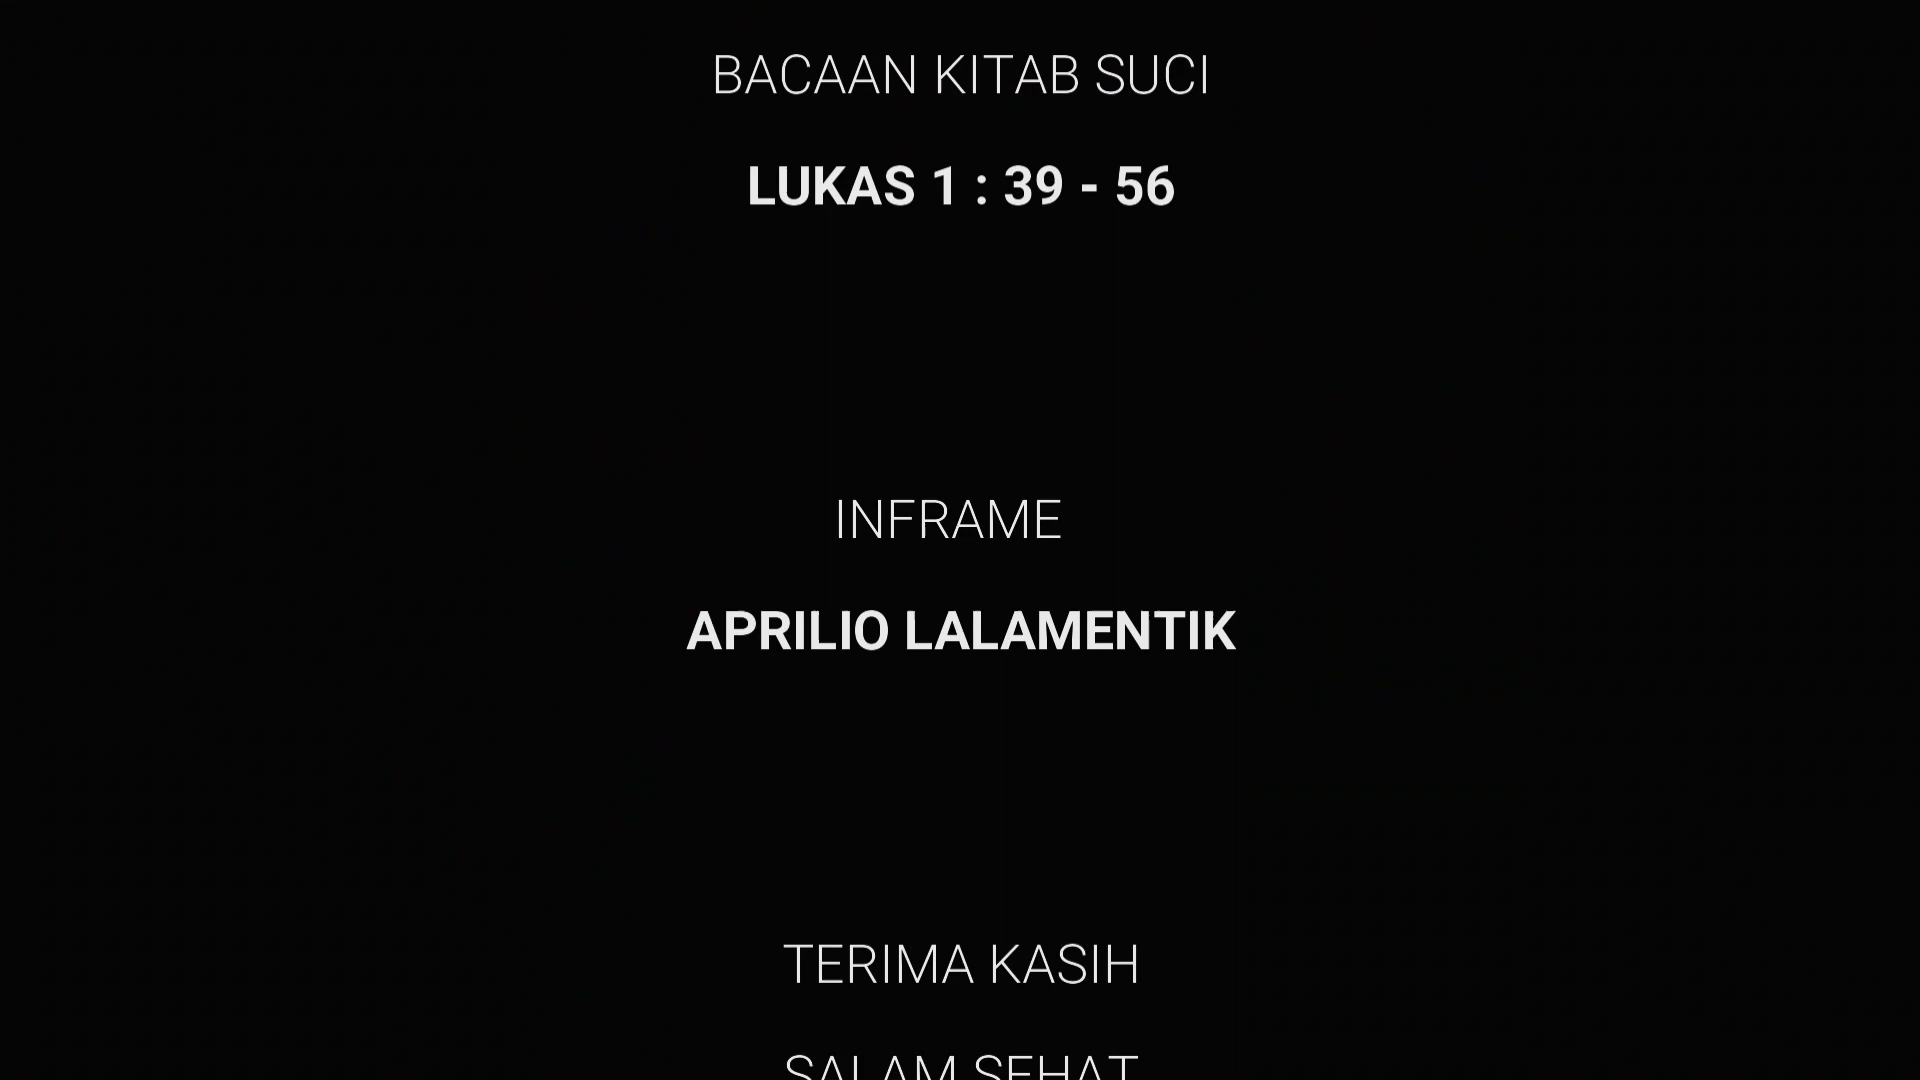 BACAAN KITAB SUCI
LUKAS 1 : 39 - 56
INFRAME
APRILIO LALAMENTIK
TERIMA KASIH
SALAM SEHAT